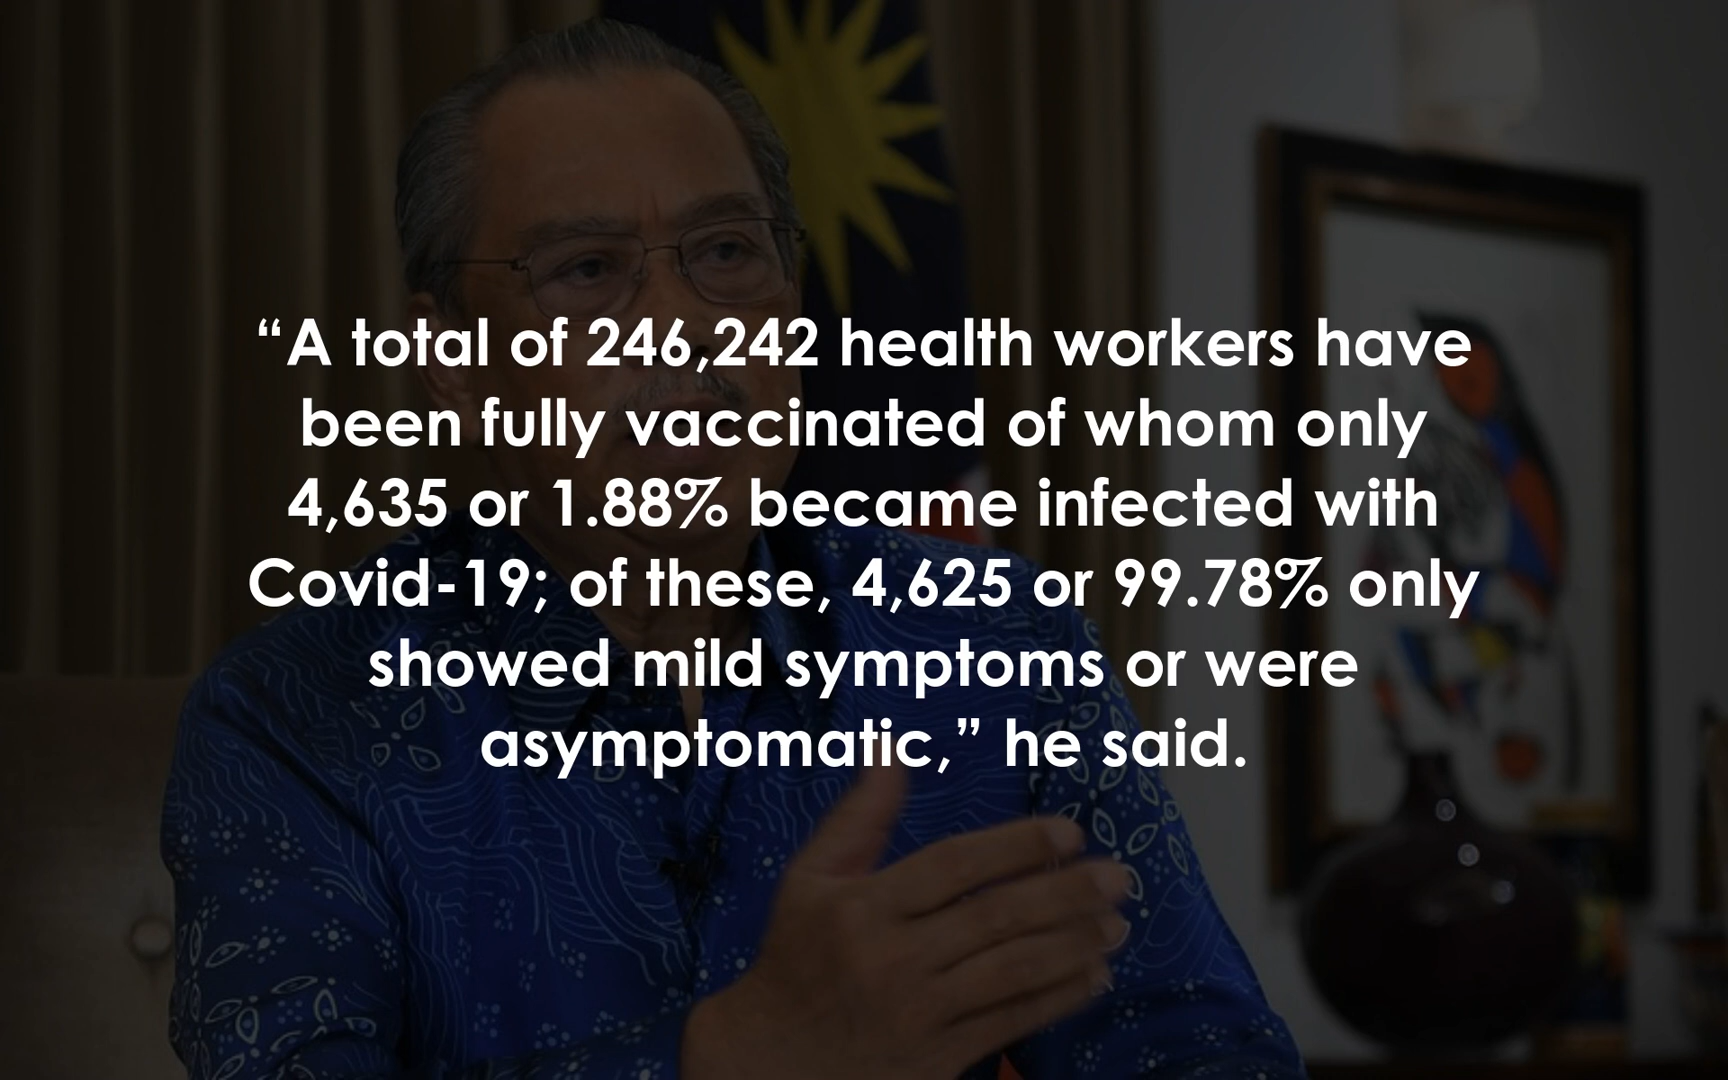 “A total of 246,242 health workers have
been fully vaccinated of whom only
4,635 or 1.88% became infected with
Covid-19; of these, 4,625 or 99.78% only
showed mild symptoms or were
asymptomatic,” he said.